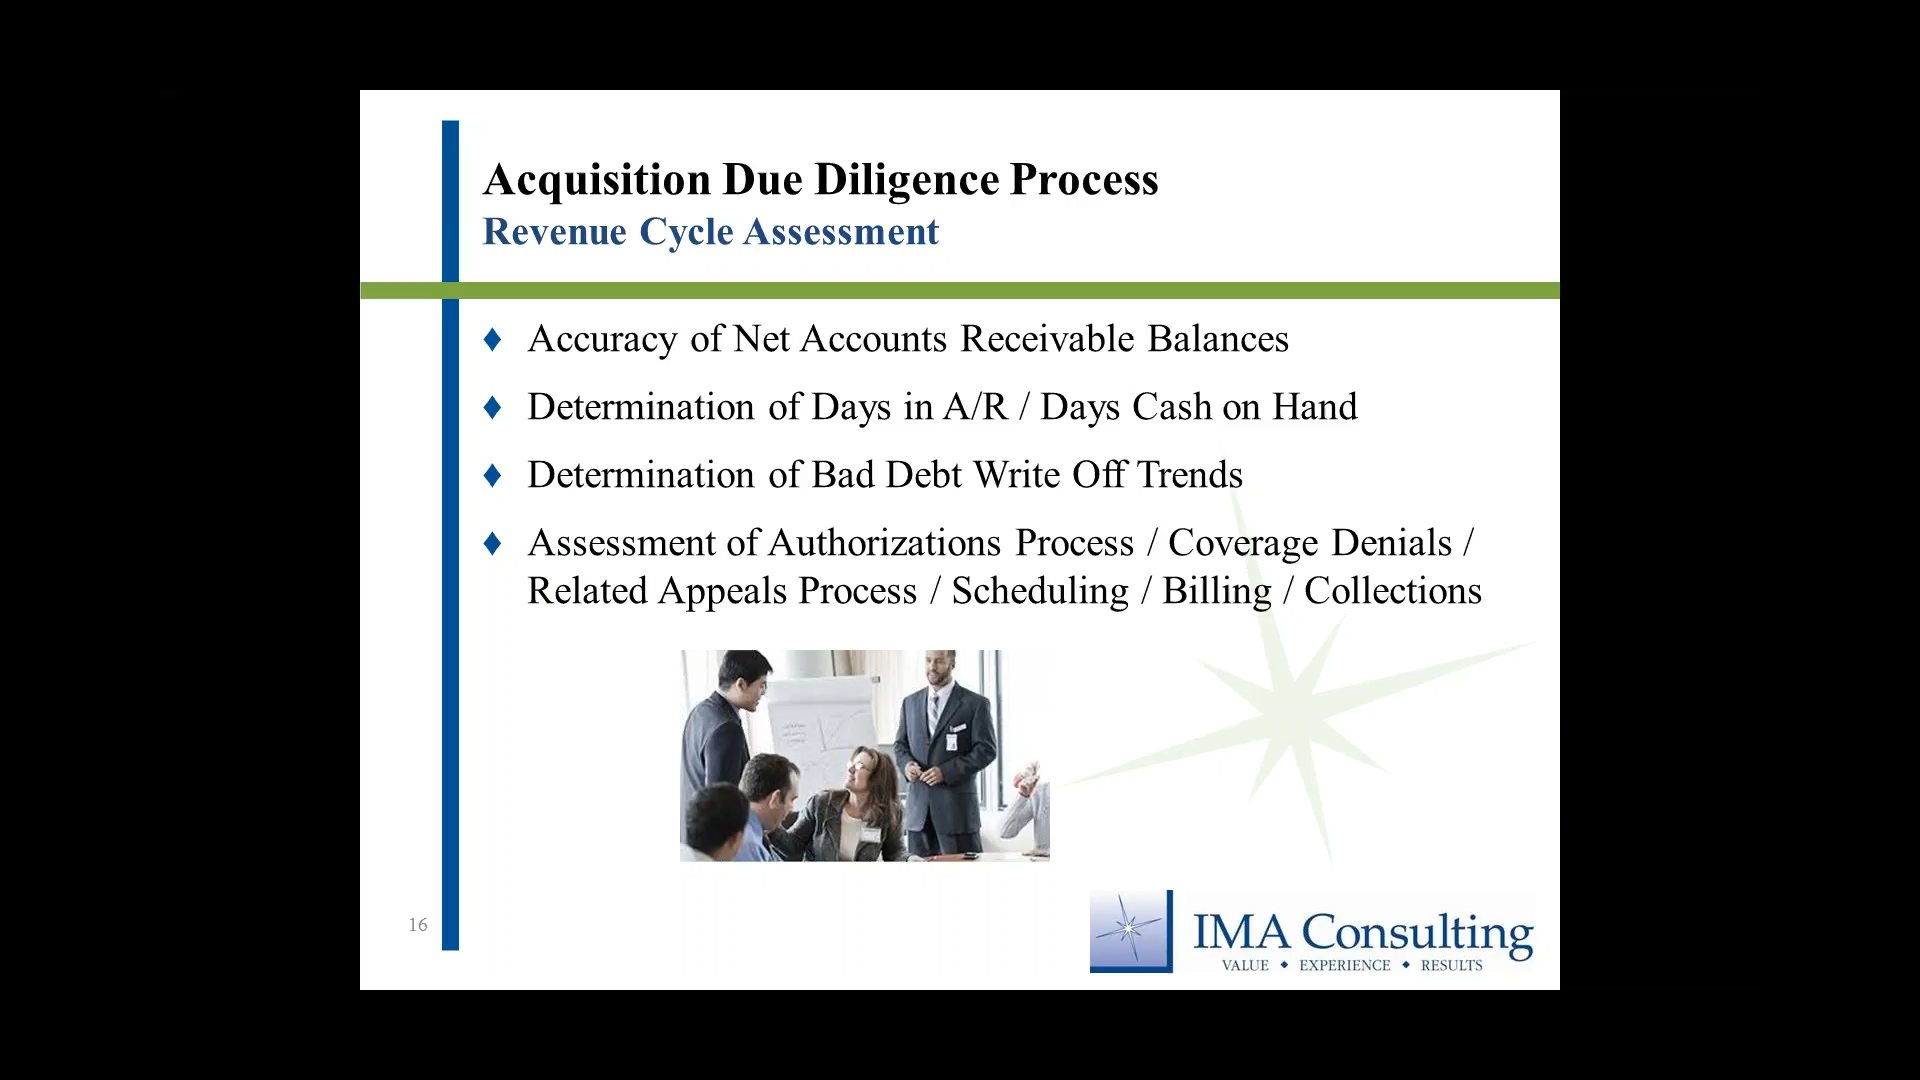 Acquisition Due Diligence Process
Revenue Cycle Assessment
♦ Accuracy of Net Accounts Receivable Balances
♦ Determination of Days in A/R / Days Cash on Hand
♦ Determination of Bad Debt Write Off Trends
♦ Assessment of Authorizations Process / Coverage Denials /
Related Appeals Process / Scheduling / Billing / Collections
16
IMA Consulting
VALUE ♦ EXPERIENCE ♦ RESULTS